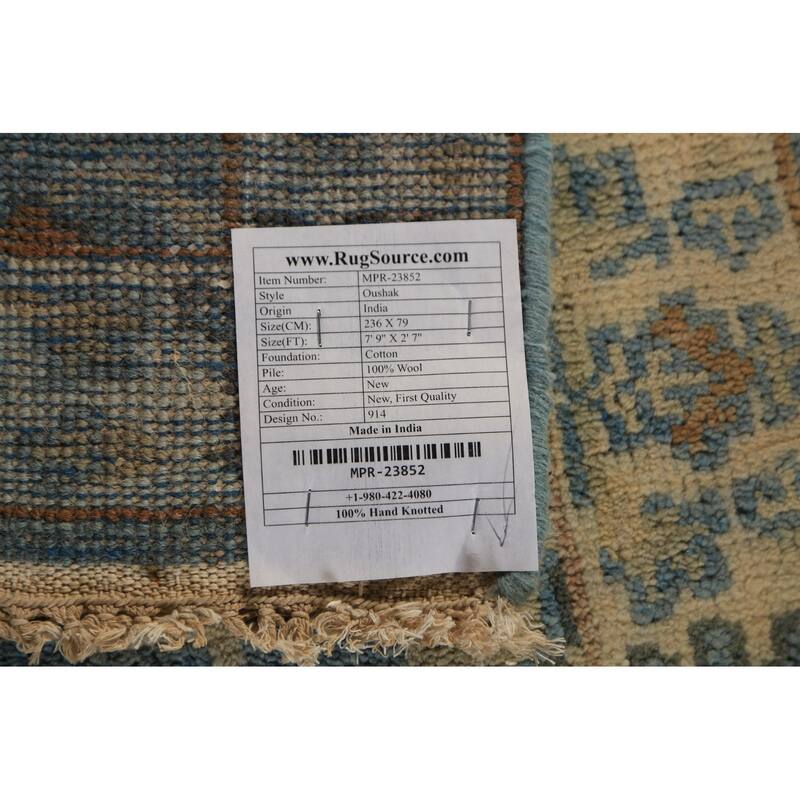 www.RugSource.com
Item Number: MPR-23852
Style Oushak
Origin India
Size(CM): 236 X 79
Size(FT): 7' 9" X 2' 7"
Foundation: Cotton
Pile: 100% Wool
Age: New
Condition: New, First Quality
Design No.: 914
Made in India
MPR-23852
+1-980-422-4080
100% Hand Knotted